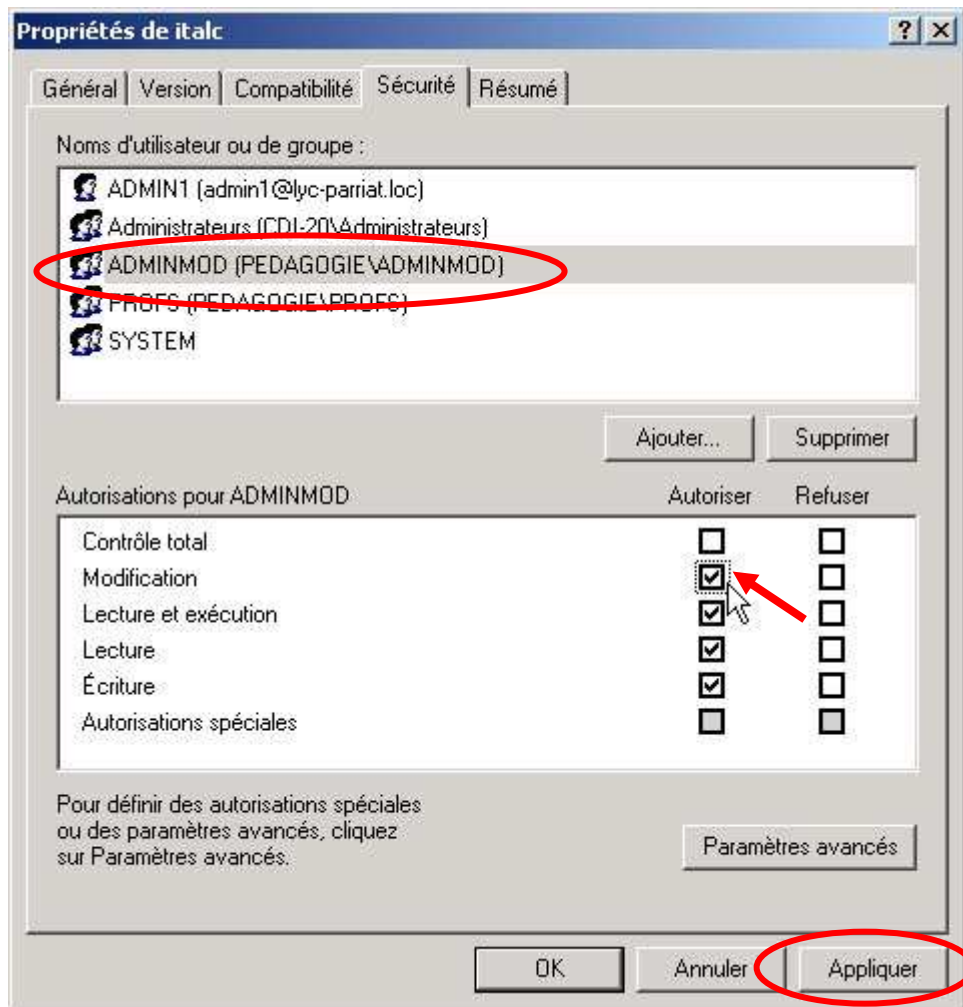 Propriétés de italc
Général Version Compatibilité Sécurité Résumé
Noms d'utilisateur ou de groupe :
ADMIN1 (admin1@lyc-parriat.loc)
Administrateurs (CDI-20\Administrateurs)
ADMINMOD (PEDAGOGIE\ADMINMOD)
PROFS (PEDAGOGIE\PROFS)
SYSTEM
Ajouter... Supprimer
Autorisations pour ADMINMOD Autoriser Refuser
Contrôle total
Modification
Lecture et exécution
Lecture
Écriture
Autorisations spéciales
Pour définir des autorisations spéciales
ou des paramètres avancés, cliquez
sur Paramètres avancés.
Paramètres avancés
OK Annuler Appliquer